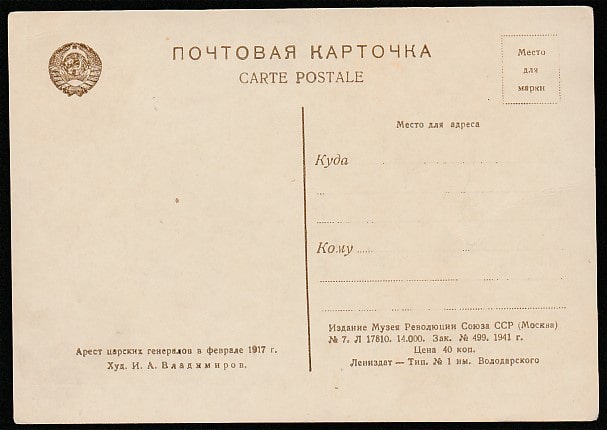 ПОЧТОВАЯ КАРТОЧКА
CARTE POSTALE
Место
для
марки
Место для адреса
Куда
Кому
Издание Музея Революции Союза ССР (Москва)
№ 7. Л 17810. 14.000. Зак. № 499. 1941 г.
Цена 40 коп.
Лениздат — Тип. № 1 им. Володарского
Арест царских генералов в феврале 1917 г.
Худ. И. А. Владимиров.